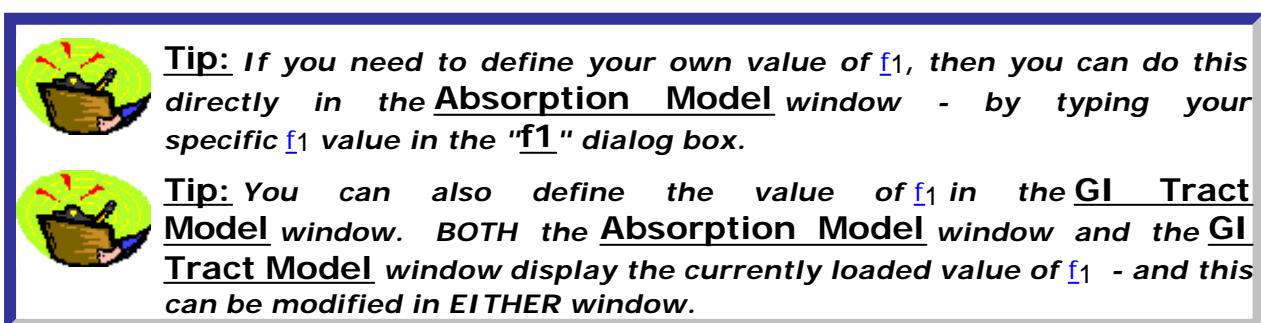 Tip: If you need to define your own value of f1, then you can do this
directly in the Absorption Model window - by typing your
specific f1 value in the "f1" dialog box.
Tip: You can also define the value of f1 in the GI Tract
Model window. BOTH the Absorption Model window and the GI
Tract Model window display the currently loaded value of f1 - and this
can be modified in EITHER window.